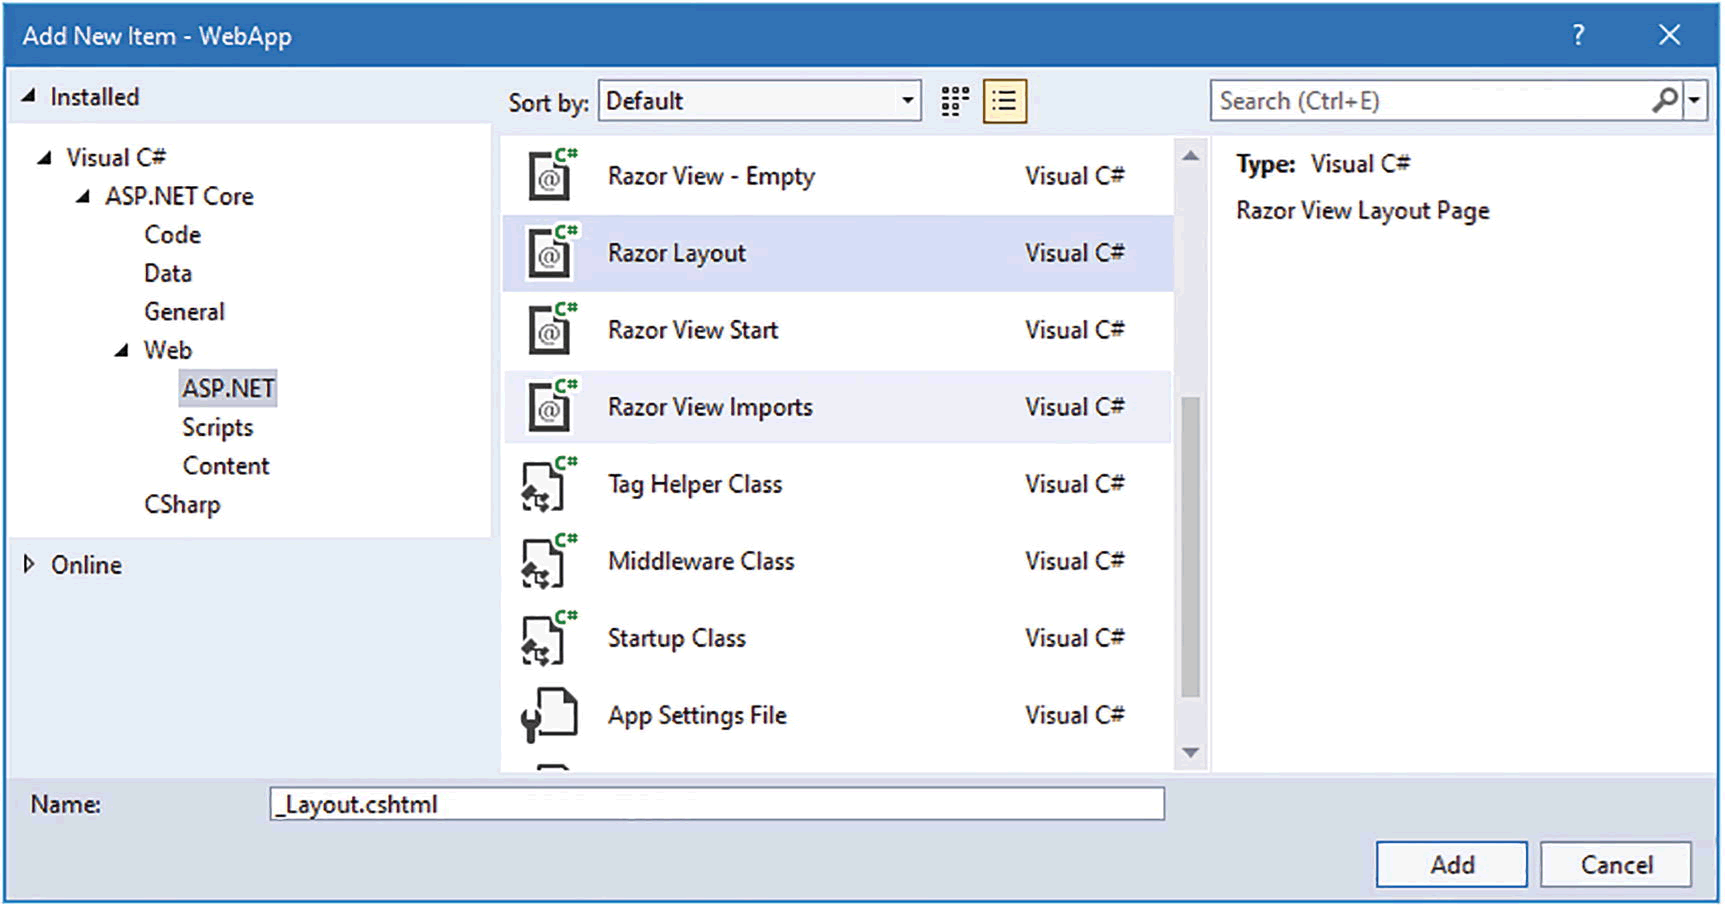 Add New Item - WebApp
?
Installed
Sort by: Default
Search (Ctrl+E)
Visual C#
ASP.NET Core
Code
Data
General
Web
ASP.NET
Scripts
Content
CSharp
Online
C# @ Razor View - Empty Visual C#
C# @ Razor Layout Visual C#
C# @ Razor View Start Visual C#
C# @ Razor View Imports Visual C#
C# Tag Helper Class Visual C#
C# Middleware Class Visual C#
C# Startup Class Visual C#
App Settings File Visual C#
Type: Visual C#
Razor View Layout Page
Name: _Layout.cshtml
Add Cancel